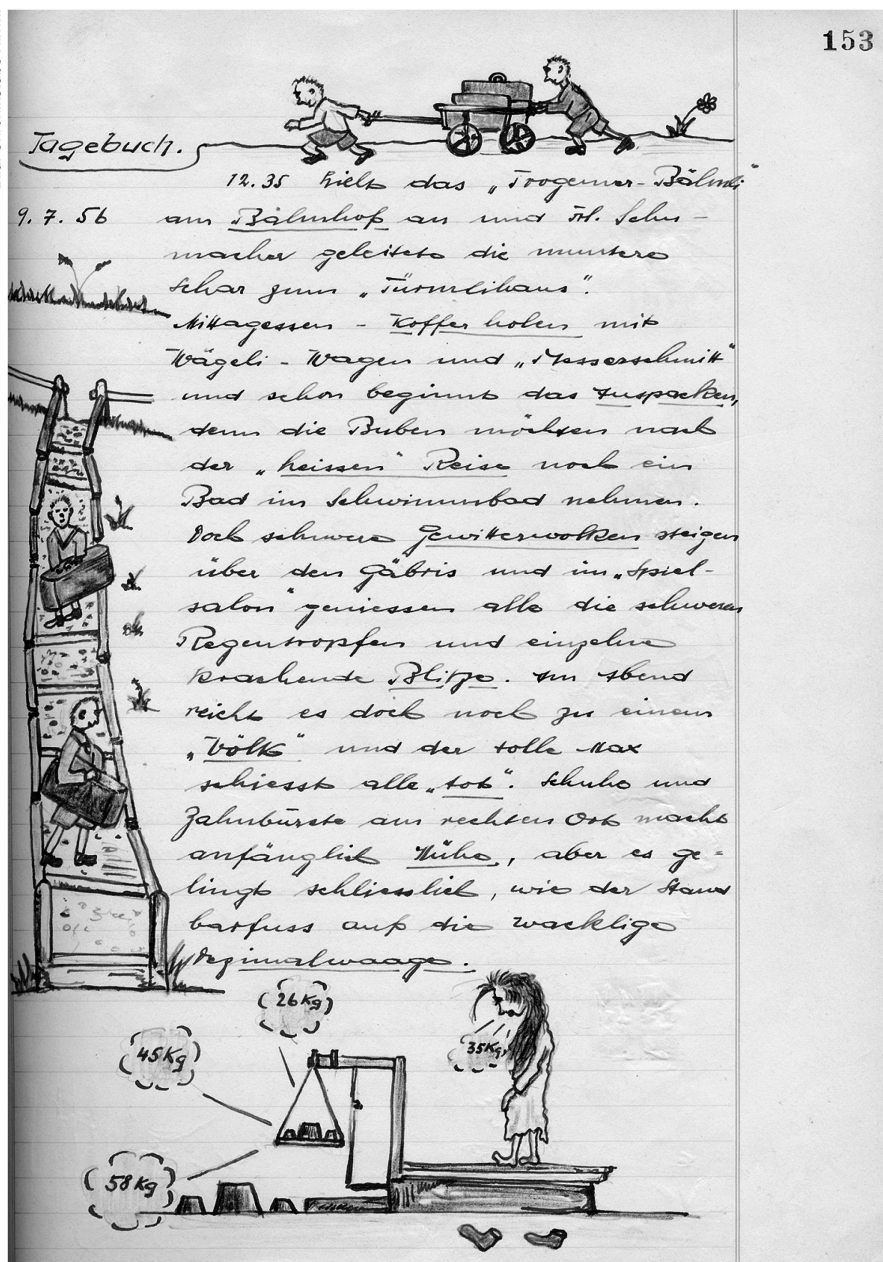 153
Tagebuch.
12.35 hielt das „Trogener-Bähnli"
9. 7. 56 am Bahnhof an und Frl. Schu-
macher geleitete die muntere
Schar zum „Türmlihaus".
Mittagessen - Koffer holen mit
Wägeli-Wagen und „Messerschmitt"
und schon beginnt das Auspacken,
denn die Buben möchten nach
der „heissen" Reise noch ein
Bad im Schwimmbad nehmen.
Doch schwere Gewitterwolken steigen
über den Gäbris und im „Spiel-
salon" geniessen alle die schweren
Regentropfen und einzelne
krachende Blitze. Am Abend
reicht es doch noch zu einem
„Völk" und der tolle Max
schiesst alle „tot". Schuhe und
Zahnbürste am rechten Ort macht
anfänglich Mühe, aber es ge-
lingt schliesslich, wie der Stand
barfuss auf die wacklige
Dezimalwaage.
26 Kg
45 Kg
35 Kg
58 Kg